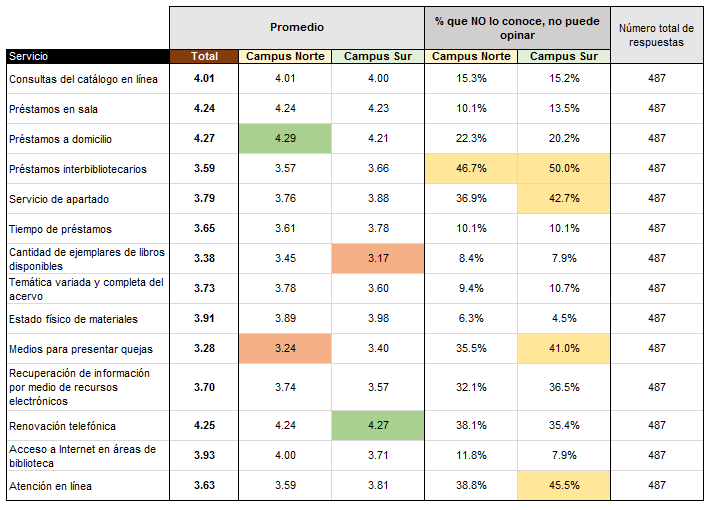 Promedio
% que NO lo conoce, no puede
opinar
Número total de
respuestas
Servicio Total Campus Norte Campus Sur Campus Norte Campus Sur
Consultas del catálogo en línea 4.01 4.01 4.00 15.3% 15.2% 487
Préstamos en sala 4.24 4.24 4.23 10.1% 13.5% 487
Préstamos a domicilio 4.27 4.29 4.21 22.3% 20.2% 487
Préstamos interbibliotecarios 3.59 3.57 3.66 46.7% 50.0% 487
Servicio de apartado 3.79 3.76 3.88 36.9% 42.7% 487
Tiempo de préstamos 3.65 3.61 3.78 10.1% 10.1% 487
Cantidad de ejemplares de libros
disponibles 3.38 3.45 3.17 8.4% 7.9% 487
Temática variada y completa del
acervo 3.73 3.78 3.60 9.4% 10.7% 487
Estado físico de materiales 3.91 3.89 3.98 6.3% 4.5% 487
Medios para presentar quejas 3.28 3.24 3.40 35.5% 41.0% 487
Recuperación de información
por medio de recursos 3.70 3.74 3.57 32.1% 36.5% 487
electrónicos
Renovación telefónica 4.25 4.24 4.27 38.1% 35.4% 487
Acceso a Internet en áreas de
biblioteca 3.93 4.00 3.71 11.8% 7.9% 487
Atención en línea 3.63 3.59 3.81 38.8% 45.5% 487